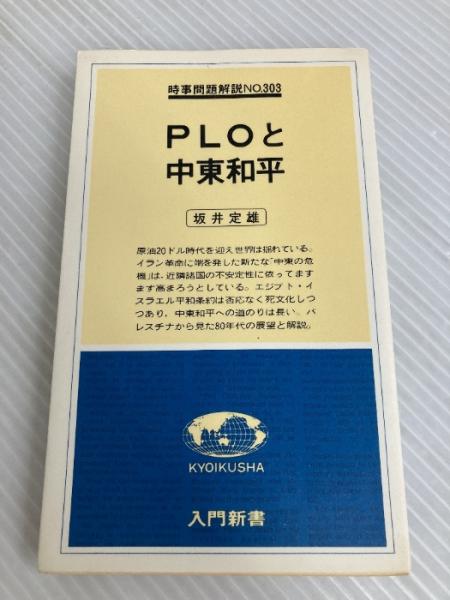 時事問題解説NO.303
PLOと
中東和平
坂井定雄
原油20ドル時代を迎え世界は揺れている。
イラン革命に端を発した新たな「中東の危
機」は、近隣諸国の不安定性に依ってます
ます高まろうとしている。エジプト・イ
スラエル平和条約は否応なく死文化しつ
つあり、中東和平への道のりは長い。パ
レスチナから見た80年代の展望と解説。
KYOIKUSHA
入門新書